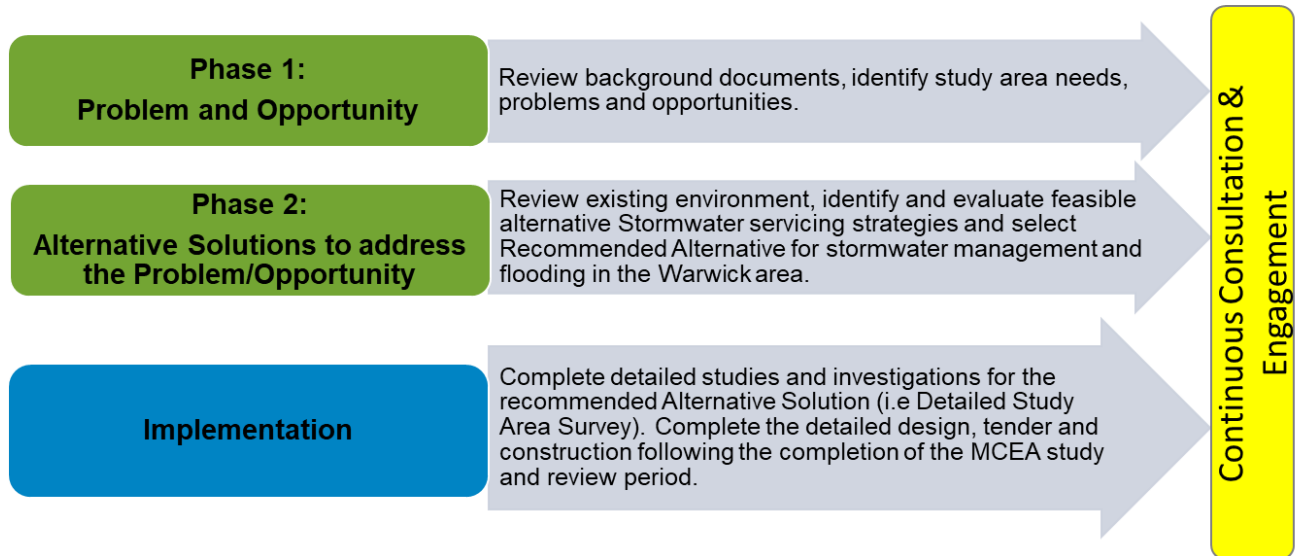 Phase 1:
Problem and Opportunity
Review background documents, identify study area needs,
problems and opportunities.
Phase 2:
Alternative Solutions to address
the Problem/Opportunity
Review existing environment, identify and evaluate feasible
alternative Stormwater servicing strategies and select
Recommended Alternative for stormwater management and
flooding in the Warwick area.
Implementation
Complete detailed studies and investigations for the
recommended Alternative Solution (i.e Detailed Study
Area Survey). Complete the detailed design, tender and
construction following the completion of the MCEA study
and review period.
Continuous Consultation &
Engagement